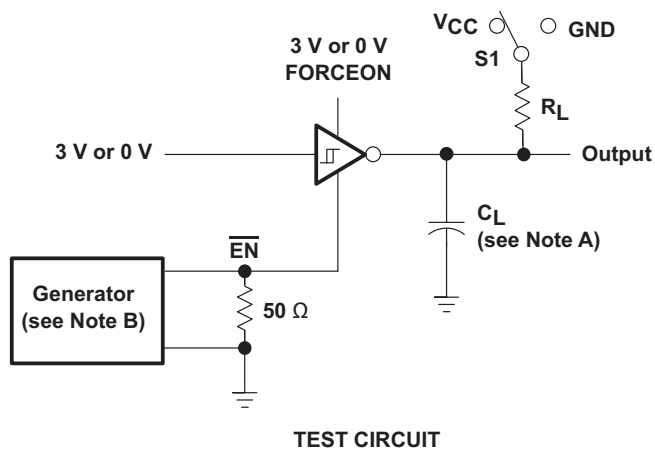 VCC
GND
S1
3 V or 0 V
FORCEON
RL
3 V or 0 V
Output
CL
(see Note A)
EN
Generator
(see Note B)
50 Ω
TEST CIRCUIT